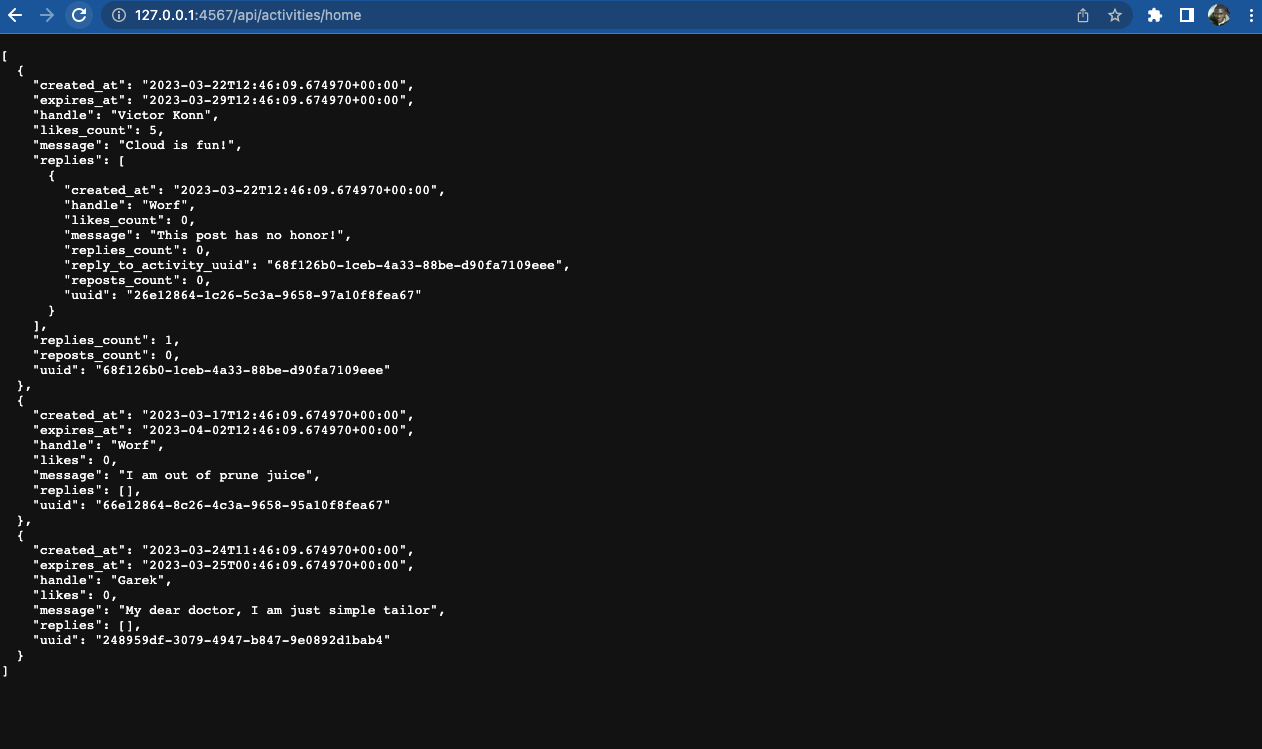 127.0.0.1:4567/api/activities/home
[
  {
    "created_at": "2023-03-22T12:46:09.674970+00:00",
    "expires_at": "2023-03-29T12:46:09.674970+00:00",
    "handle": "Victor Konn",
    "likes_count": 5,
    "message": "Cloud is fun!",
    "replies": [
      {
        "created_at": "2023-03-22T12:46:09.674970+00:00",
        "handle": "Worf",
        "likes_count": 0,
        "message": "This post has no honor!",
        "replies_count": 0,
        "reply_to_activity_uuid": "68f126b0-1ceb-4a33-88be-d90fa7109eee",
        "reposts_count": 0,
        "uuid": "26e12864-1c26-5c3a-9658-97a10f8fea67"
      }
    ],
    "replies_count": 1,
    "reposts_count": 0,
    "uuid": "68f126b0-1ceb-4a33-88be-d90fa7109eee"
  },
  {
    "created_at": "2023-03-17T12:46:09.674970+00:00",
    "expires_at": "2023-04-02T12:46:09.674970+00:00",
    "handle": "Worf",
    "likes": 0,
    "message": "I am out of prune juice",
    "replies": [],
    "uuid": "66e12864-8c26-4c3a-9658-95a10f8fea67"
  },
  {
    "created_at": "2023-03-24T11:46:09.674970+00:00",
    "expires_at": "2023-03-25T00:46:09.674970+00:00",
    "handle": "Garek",
    "likes": 0,
    "message": "My dear doctor, I am just simple tailor",
    "replies": [],
    "uuid": "248959df-3079-4947-b847-9e0892d1bab4"
  }
]